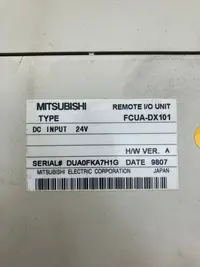 MITSUBISHI REMOTE I/O UNIT
TYPE FCUA-DX101
DC INPUT 24V
H/W VER. A
SERIAL# DUA0FKA7H1G DATE 9807
MITSUBISHI ELECTRIC CORPORATION JAPAN